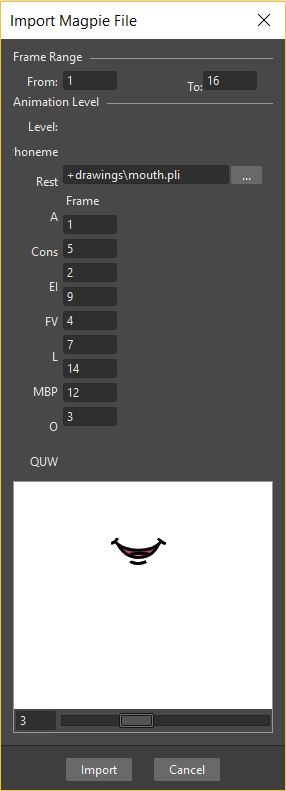 Import Magpie File
Frame Range
From: 1 To: 16
Animation Level
Level:
honeme
Rest +drawings\mouth.pli ...
Frame
A 1
Cons 5
2
EI 9
FV 4
7
L 14
MBP 12
O 3
QUW
3
Import Cancel